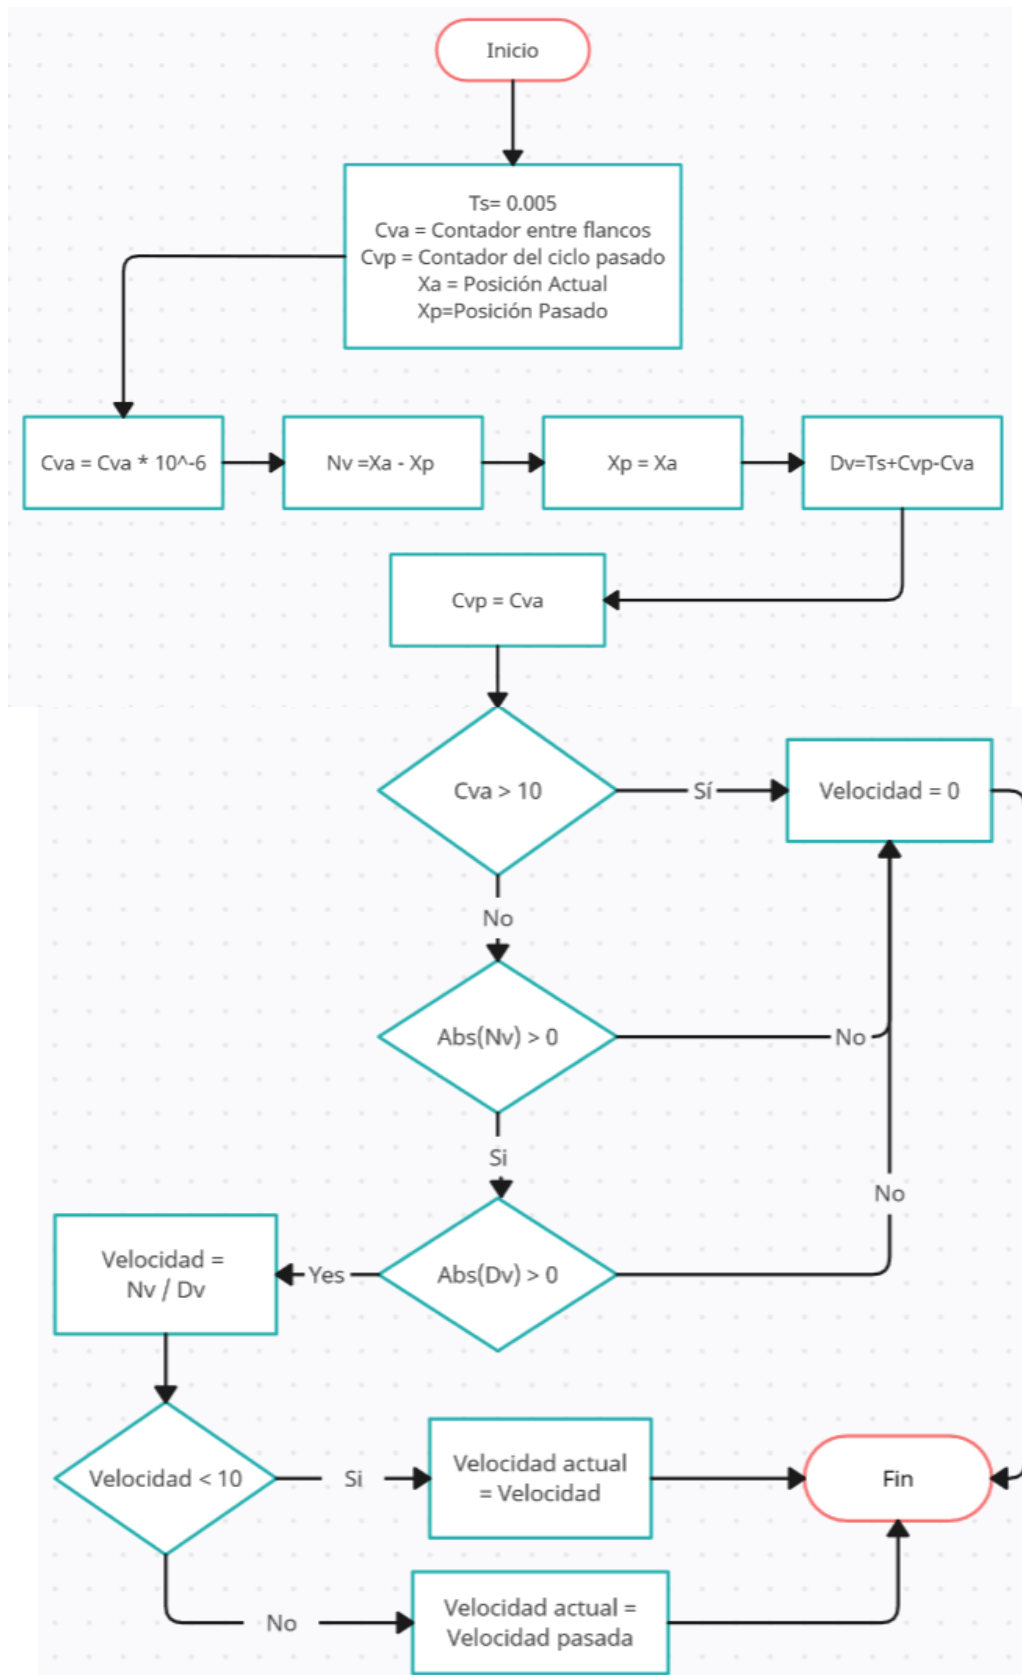 Inicio
Ts= 0.005
Cva = Contador entre flancos
Cvp = Contador del ciclo pasado
Xa = Posición Actual
Xp=Posición Pasado
Cva = Cva * 10^-6
Nv =Xa - Xp
Xp = Xa
Dv=Ts+Cvp-Cva
Cvp = Cva
Cva > 10
Sí
Velocidad = 0
No
Abs(Nv) > 0
No
Si
No
Velocidad =
Nv / Dv
Yes
Abs(Dv) > 0
Velocidad < 10
Si
Velocidad actual
= Velocidad
Fin
No
Velocidad actual =
Velocidad pasada